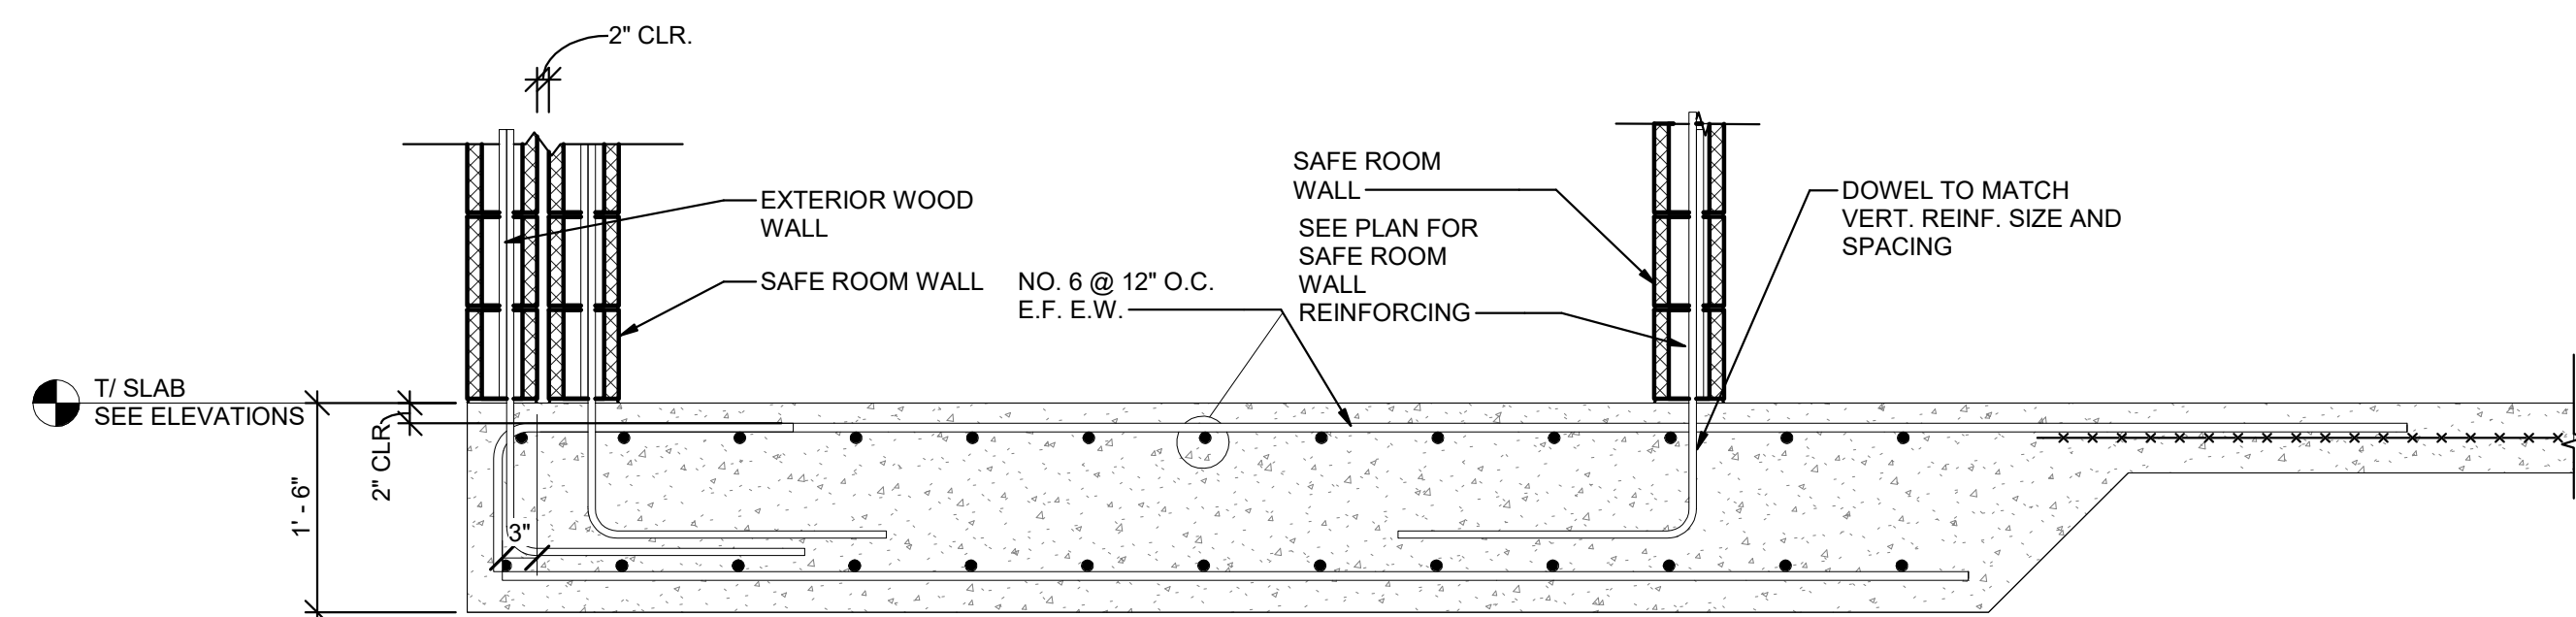 2" CLR.
EXTERIOR WOOD
WALL
SAFE ROOM WALL
NO. 6 @ 12" O.C.
E.F. E.W.
SAFE ROOM
WALL
SEE PLAN FOR
SAFE ROOM
WALL
REINFORCING
DOWEL TO MATCH
VERT. REINF. SIZE AND
SPACING
T/ SLAB
SEE ELEVATIONS
2" CLR.
1' - 6"
3"